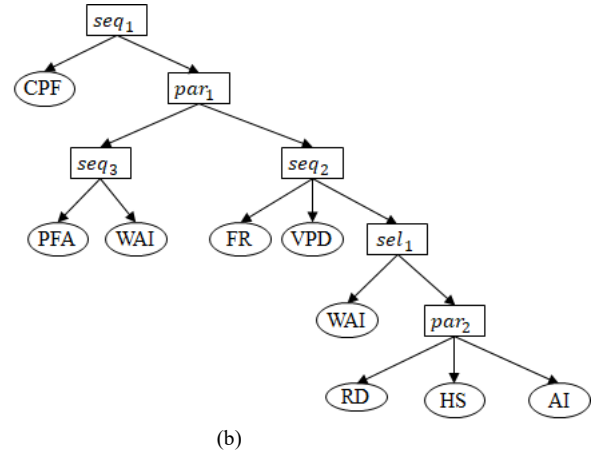 seq₁
CPF
par₁
seq₃ seq₂
PFA WAI FR VPD sel₁
WAI par₂
RD HS AI
(b)